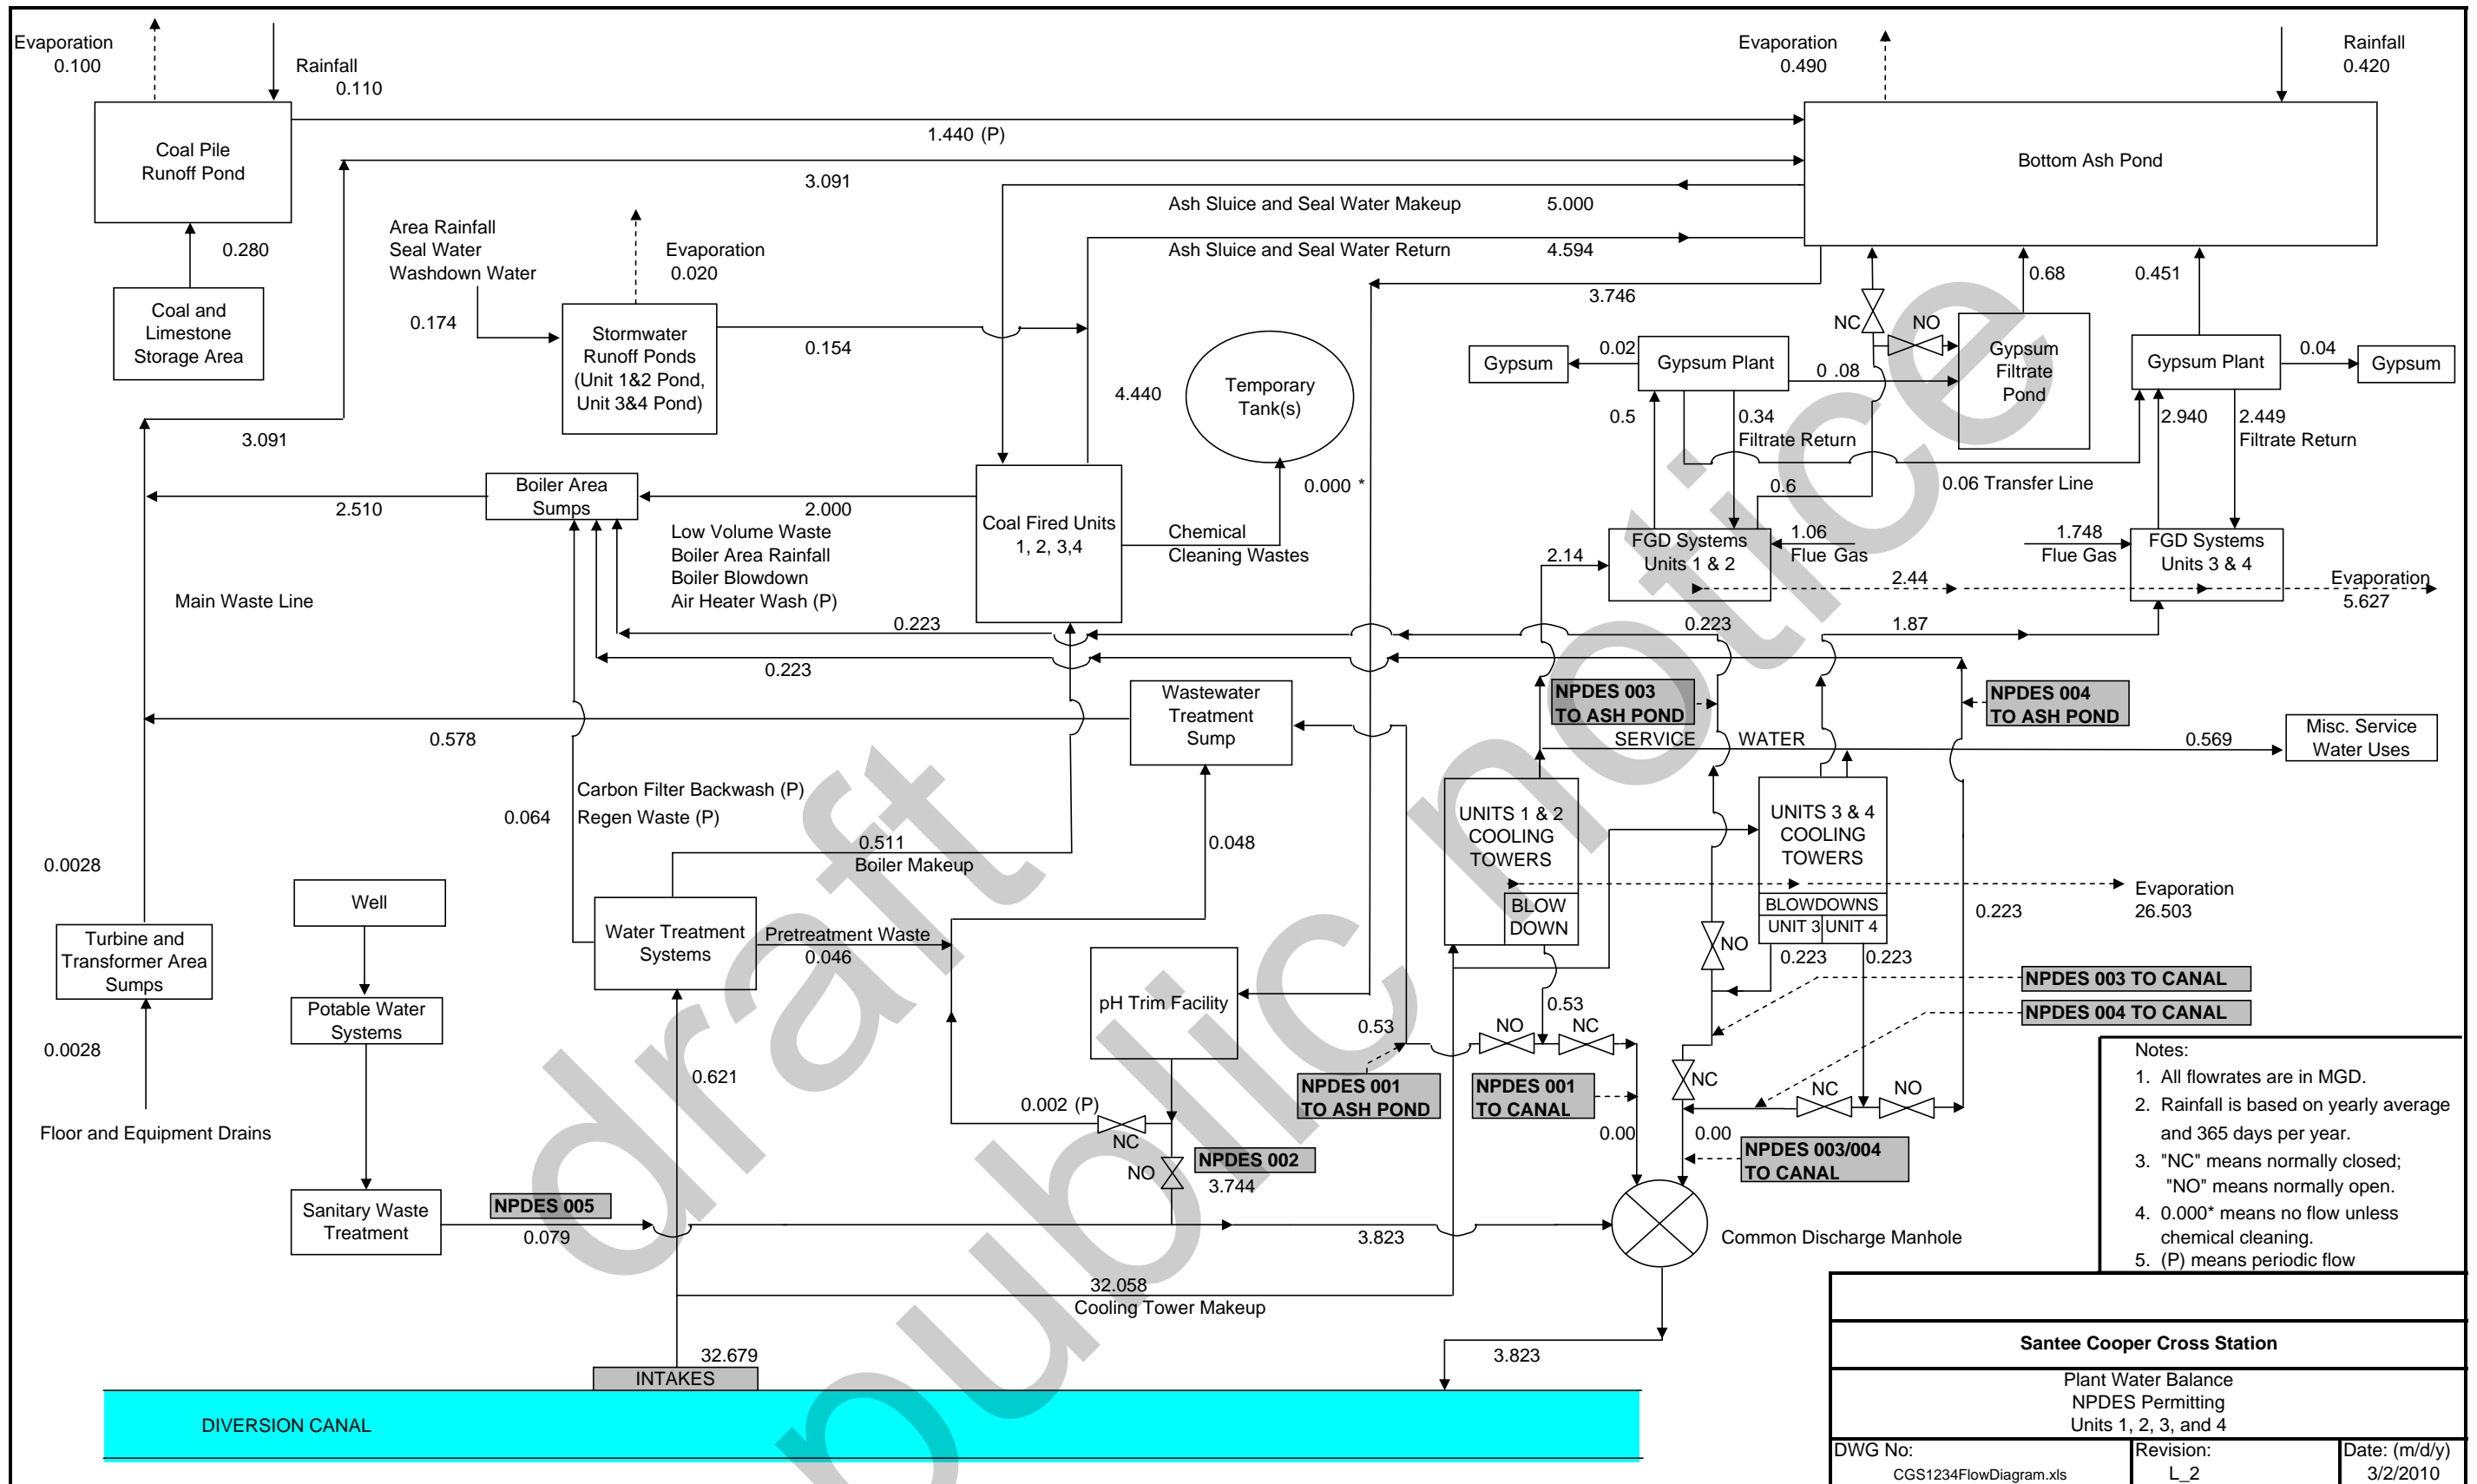 Evaporation
0.100
Rainfall
0.110
Evaporation
0.490
Rainfall
0.420
Coal Pile
Runoff Pond
1.440 (P)
Bottom Ash Pond
3.091
Ash Sluice and Seal Water Makeup 5.000
Ash Sluice and Seal Water Return 4.594
0.280
Area Rainfall
Seal Water
Washdown Water
Evaporation
0.020
3.746
0.68
0.451
Coal and
Limestone
Storage Area
0.174
Stormwater
Runoff Ponds
(Unit 1&2 Pond,
Unit 3&4 Pond)
0.154
4.440
Temporary
Tank(s)
NC
NO
Gypsum
0.02
Gypsum Plant
0 .08
Gypsum
Filtrate
Pond
Gypsum Plant
0.04
Gypsum
3.091
0.5
0.34
Filtrate Return
2.940
2.449
Filtrate Return
Boiler Area
Sumps
2.510
2.000
Low Volume Waste
Boiler Area Rainfall
Boiler Blowdown
Air Heater Wash (P)
Coal Fired Units
1, 2, 3,4
0.000 *
Chemical
Cleaning Wastes
0.6
0.06 Transfer Line
2.14
FGD Systems
Units 1 & 2
1.06
Flue Gas
1.748
Flue Gas
FGD Systems
Units 3 & 4
2.44
Evaporation
5.627
Main Waste Line
0.223
0.223
1.87
0.223
Wastewater
Treatment
Sump
NPDES 003
TO ASH POND
NPDES 004
TO ASH POND
0.578
SERVICE WATER
0.569
Misc. Service
Water Uses
Carbon Filter Backwash (P)
0.064 Regen Waste (P)
0.511
Boiler Makeup
0.048
UNITS 1 & 2
COOLING
TOWERS
BLOW
DOWN
UNITS 3 & 4
COOLING
TOWERS
BLOWDOWNS
UNIT 3 UNIT 4
Evaporation
26.503
0.0028
Well
Turbine and
Transformer Area
Sumps
Water Treatment
Systems
Pretreatment Waste
0.046
pH Trim Facility
NO
0.223
0.223
0.223
NPDES 003 TO CANAL
NPDES 004 TO CANAL
Potable Water
Systems
0.0028
0.53
0.53
NO
NC
0.621
NPDES 001
TO ASH POND
NPDES 001
TO CANAL
NC
NC
NO
0.002 (P)
NC
Floor and Equipment Drains
0.00
0.00
NPDES 003/004
TO CANAL
NO
NPDES 002
3.744
Sanitary Waste
Treatment
NPDES 005
0.079
3.823
Common Discharge Manhole
32.058
Cooling Tower Makeup
32.679
INTAKES
3.823
DIVERSION CANAL
Notes:
1. All flowrates are in MGD.
2. Rainfall is based on yearly average
and 365 days per year.
3. "NC" means normally closed;
"NO" means normally open.
4. 0.000* means no flow unless
chemical cleaning.
5. (P) means periodic flow
Santee Cooper Cross Station
Plant Water Balance
NPDES Permitting
Units 1, 2, 3, and 4
DWG No:
CGS1234FlowDiagram.xls
Revision:
L_2
Date: (m/d/y)
3/2/2010
draft
public notice